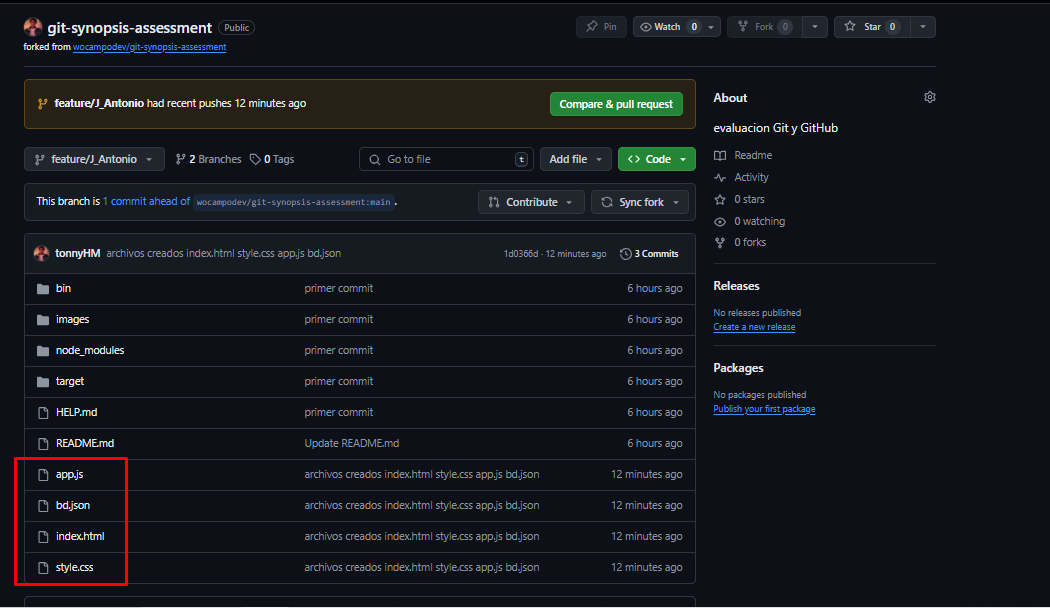 git-synopsis-assessment Public
Pin Watch 0 Fork 0 Star 0
forked from wocampodev/git-synopsis-assessment
feature/J_Antonio had recent pushes 12 minutes ago
Compare & pull request
feature/J_Antonio 2 Branches 0 Tags
Go to file t
Add file
Code
This branch is 1 commit ahead of wocampodev/git-synopsis-assessment:main .
Contribute
Sync fork
tonnyHM archivos creados index.html style.css app.js bd.json 1d0366d · 12 minutes ago 3 Commits
bin primer commit 6 hours ago
images primer commit 6 hours ago
node_modules primer commit 6 hours ago
target primer commit 6 hours ago
HELP.md primer commit 6 hours ago
README.md Update README.md 6 hours ago
app.js archivos creados index.html style.css app.js bd.json 12 minutes ago
bd.json archivos creados index.html style.css app.js bd.json 12 minutes ago
index.html archivos creados index.html style.css app.js bd.json 12 minutes ago
style.css archivos creados index.html style.css app.js bd.json 12 minutes ago
About
evaluacion Git y GitHub
Readme
Activity
0 stars
0 watching
0 forks
Releases
No releases published
Create a new release
Packages
No packages published
Publish your first package